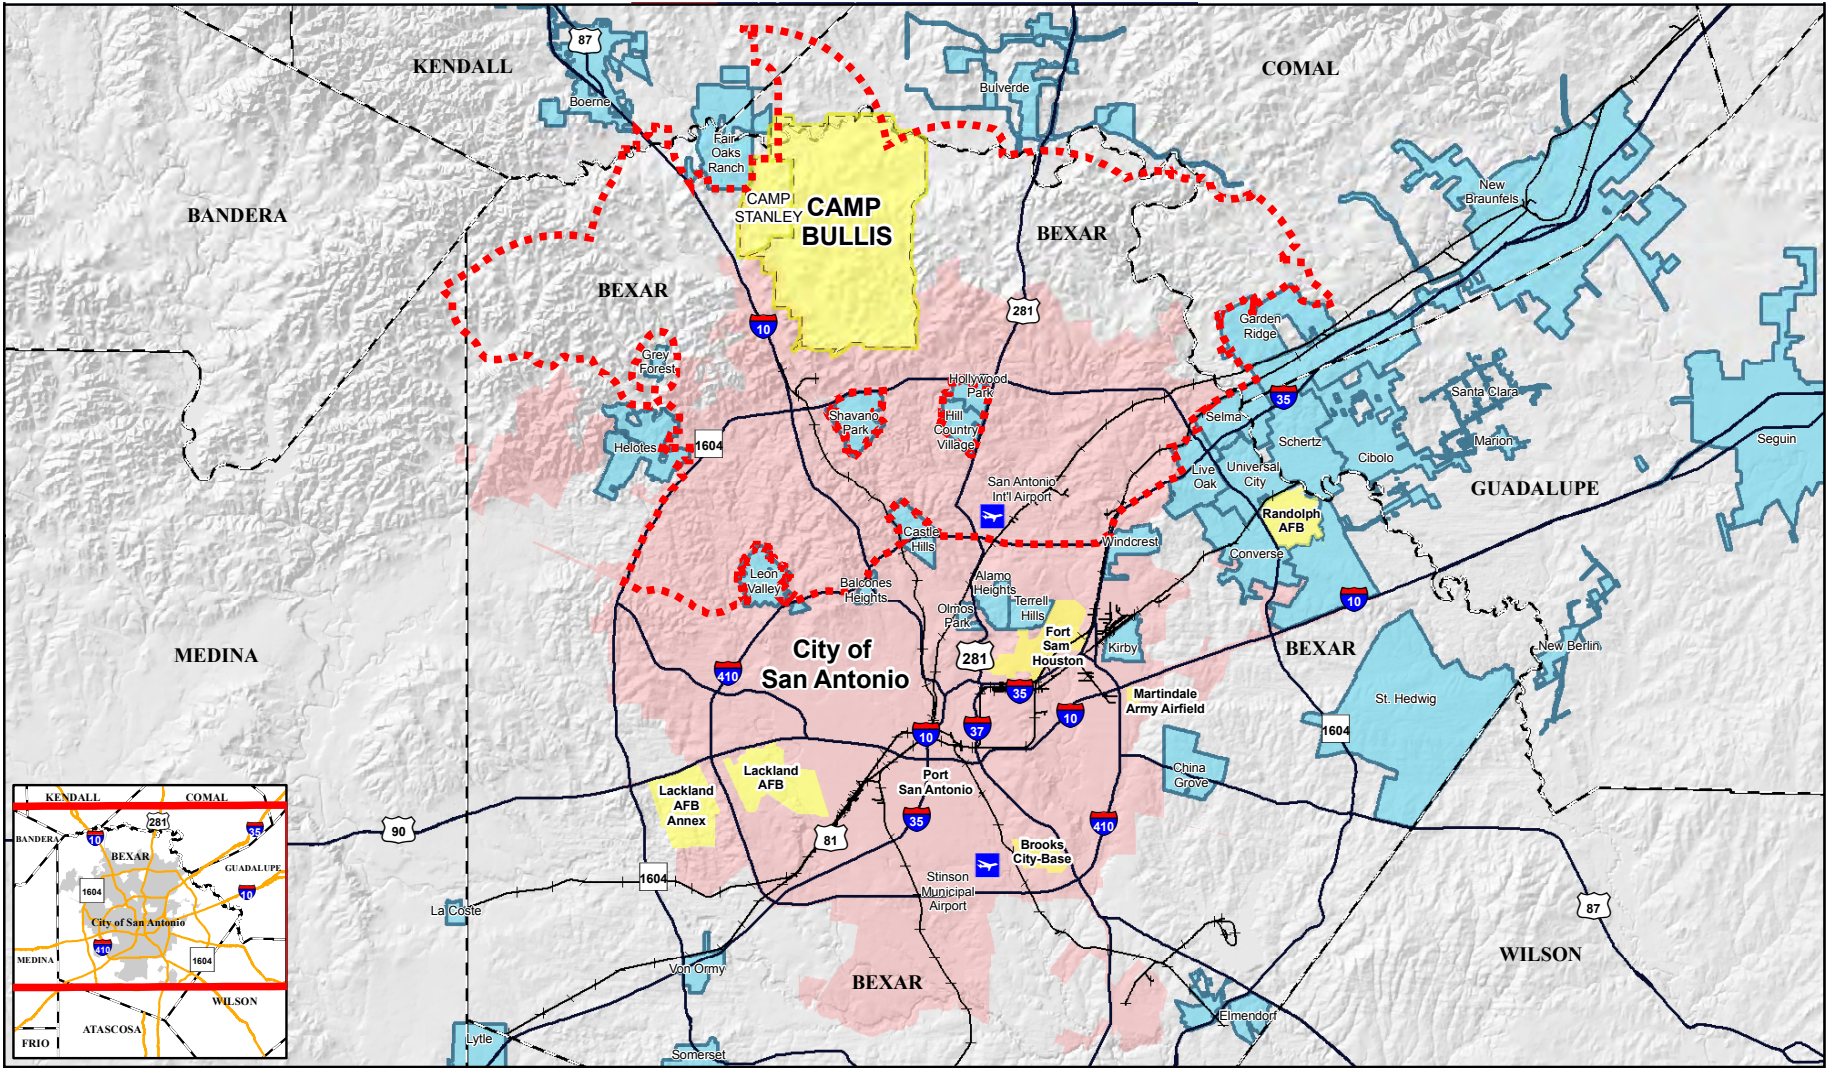 87
KENDALL
COMAL
Boerne
Bulverde
Fair
Oaks
Ranch
New
Braunfels
CAMP
STANLEY
CAMP
BULLIS
BANDERA
BEXAR
BEXAR
10
281
Garden
Ridge
Grey
Forest
Hollywood
Park
35
Santa Clara
Shavano
Park
Hill
Country
Village
Selma
Helotes
1604
Schertz
Marion
Seguin
Cibolo
Live
Oak
Universal
City
GUADALUPE
San Antonio
Int'l Airport
Randolph
AFB
Castle
Hills
Windcrest
Converse
Leon
Valley
Balcones
Heights
Alamo
Heights
Terrell
Hills
Olmos
Park
10
Fort
Sam
Houston
Kirby
MEDINA
City of
San Antonio
281
BEXAR
New Berlin
410
35
Martindale
Army Airfield
St. Hedwig
10
37
10
1604
Lackland
AFB
Port
San Antonio
China
Grove
Lackland
AFB
Annex
90
81
35
410
Brooks
City-Base
1604
Stinson
Municipal
Airport
La Coste
87
Von Ormy
BEXAR
WILSON
Elmendorf
Lytle
Somerset
KENDALL
COMAL
281
35
BANDERA
10
BEXAR
GUADALUPE
1604
10
City of San Antonio
410
MEDINA
1604
WILSON
ATASCOSA
FRIO